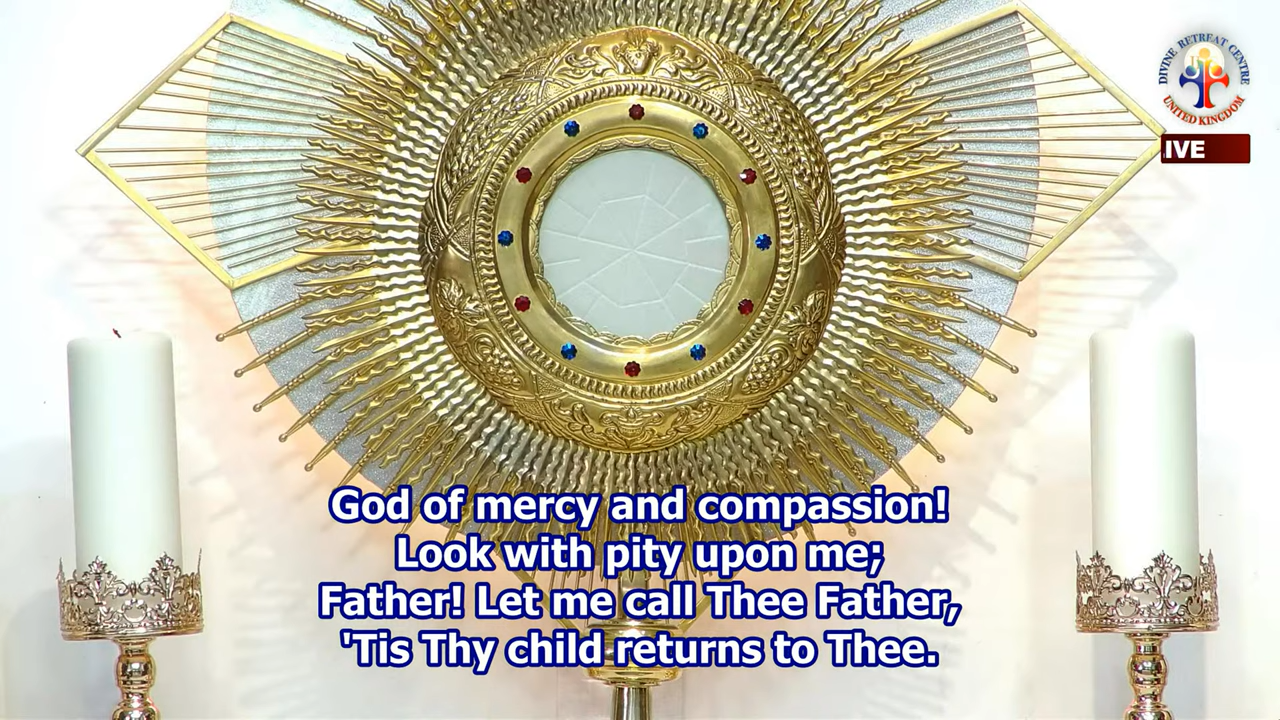 DIVINE RETREAT CENTRE
UNITED KINGDOM
IVE
God of mercy and compassion!
Look with pity upon me;
Father! Let me call Thee Father,
'Tis Thy child returns to Thee.